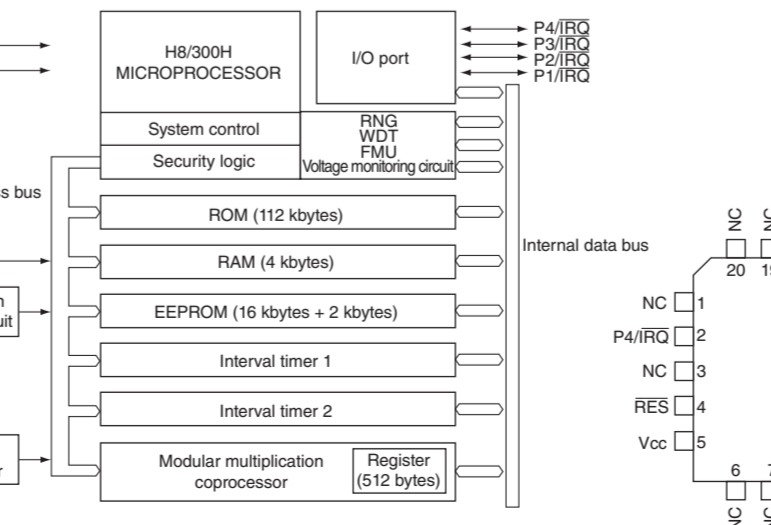 H8/300H
MICROPROCESSOR
I/O port
P4/IRQ
P3/IRQ
P2/IRQ
P1/IRQ
System control
Security logic
RNG
WDT
FMU
Voltage monitoring circuit
bus
ROM (112 kbytes)
RAM (4 kbytes)
EEPROM (16 kbytes + 2 kbytes)
Interval timer 1
Interval timer 2
Modular multiplication
coprocessor
Register
(512 bytes)
Internal data bus
NC
NC
20
NC
1
P4/IRQ
2
NC
3
RES
4
Vcc
5
6
7
NC
NC